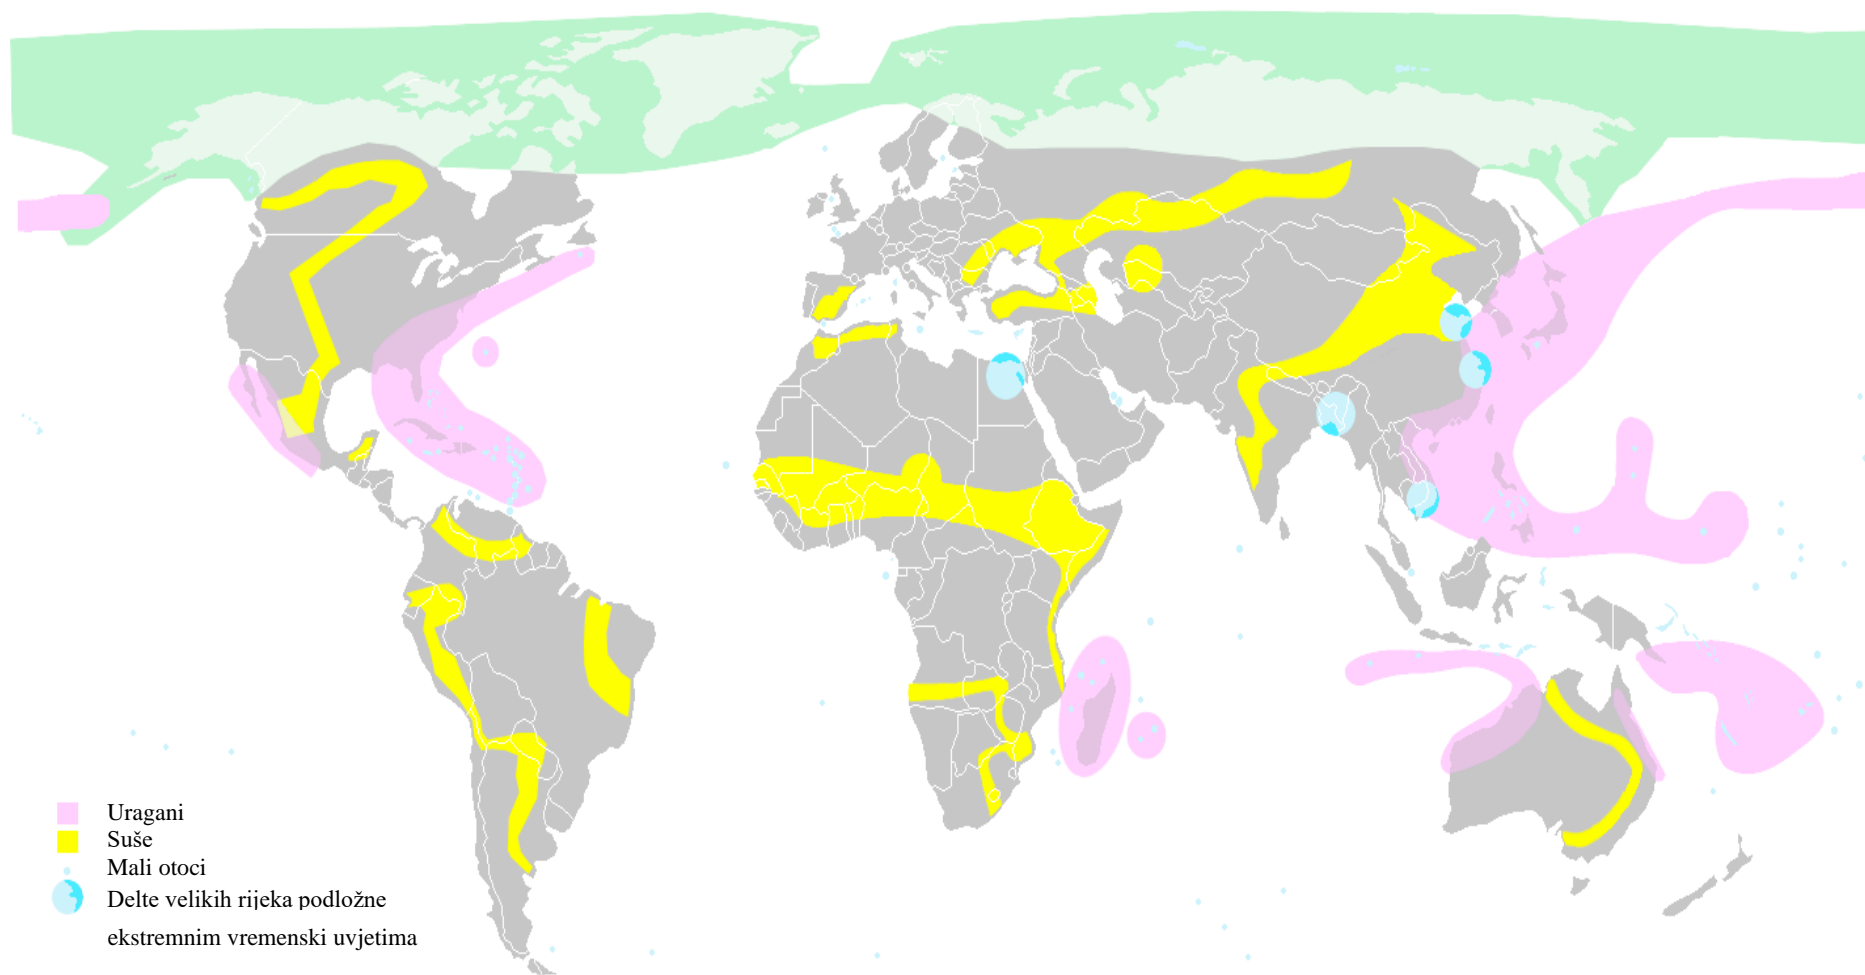 Uragani
Suše
Mali otoci
Delte velikih rijeka podložne
ekstremnim vremenski uvjetima